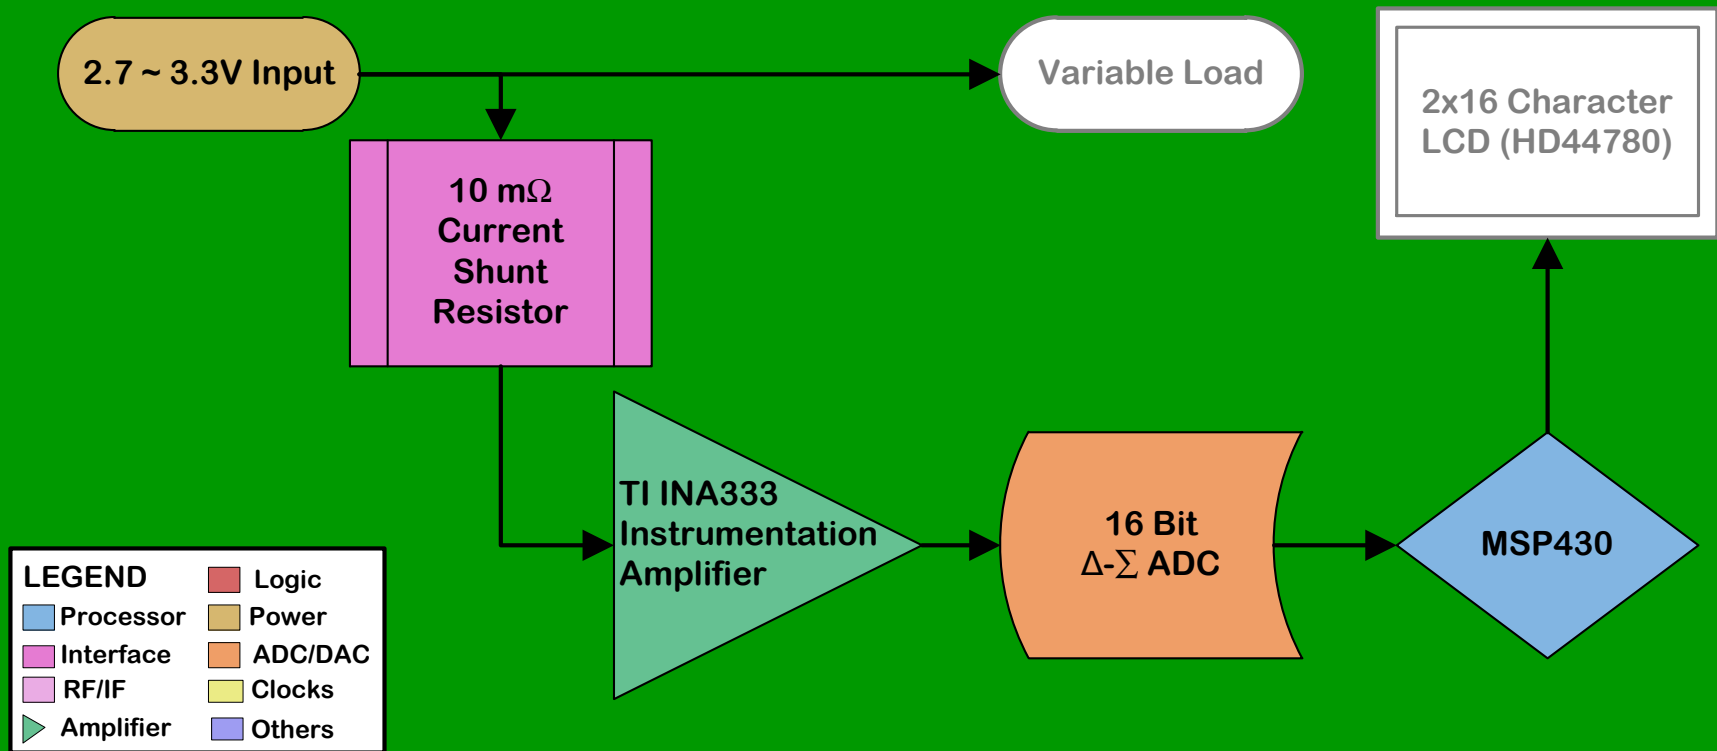 2.7 ~ 3.3V Input
Variable Load
2x16 Character
LCD (HD44780)
10 mΩ
Current
Shunt
Resistor
TI INA333
Instrumentation
Amplifier
16 Bit
Δ-Σ ADC
MSP430
LEGEND
Logic
Processor
Power
Interface
ADC/DAC
RF/IF
Clocks
Amplifier
Others